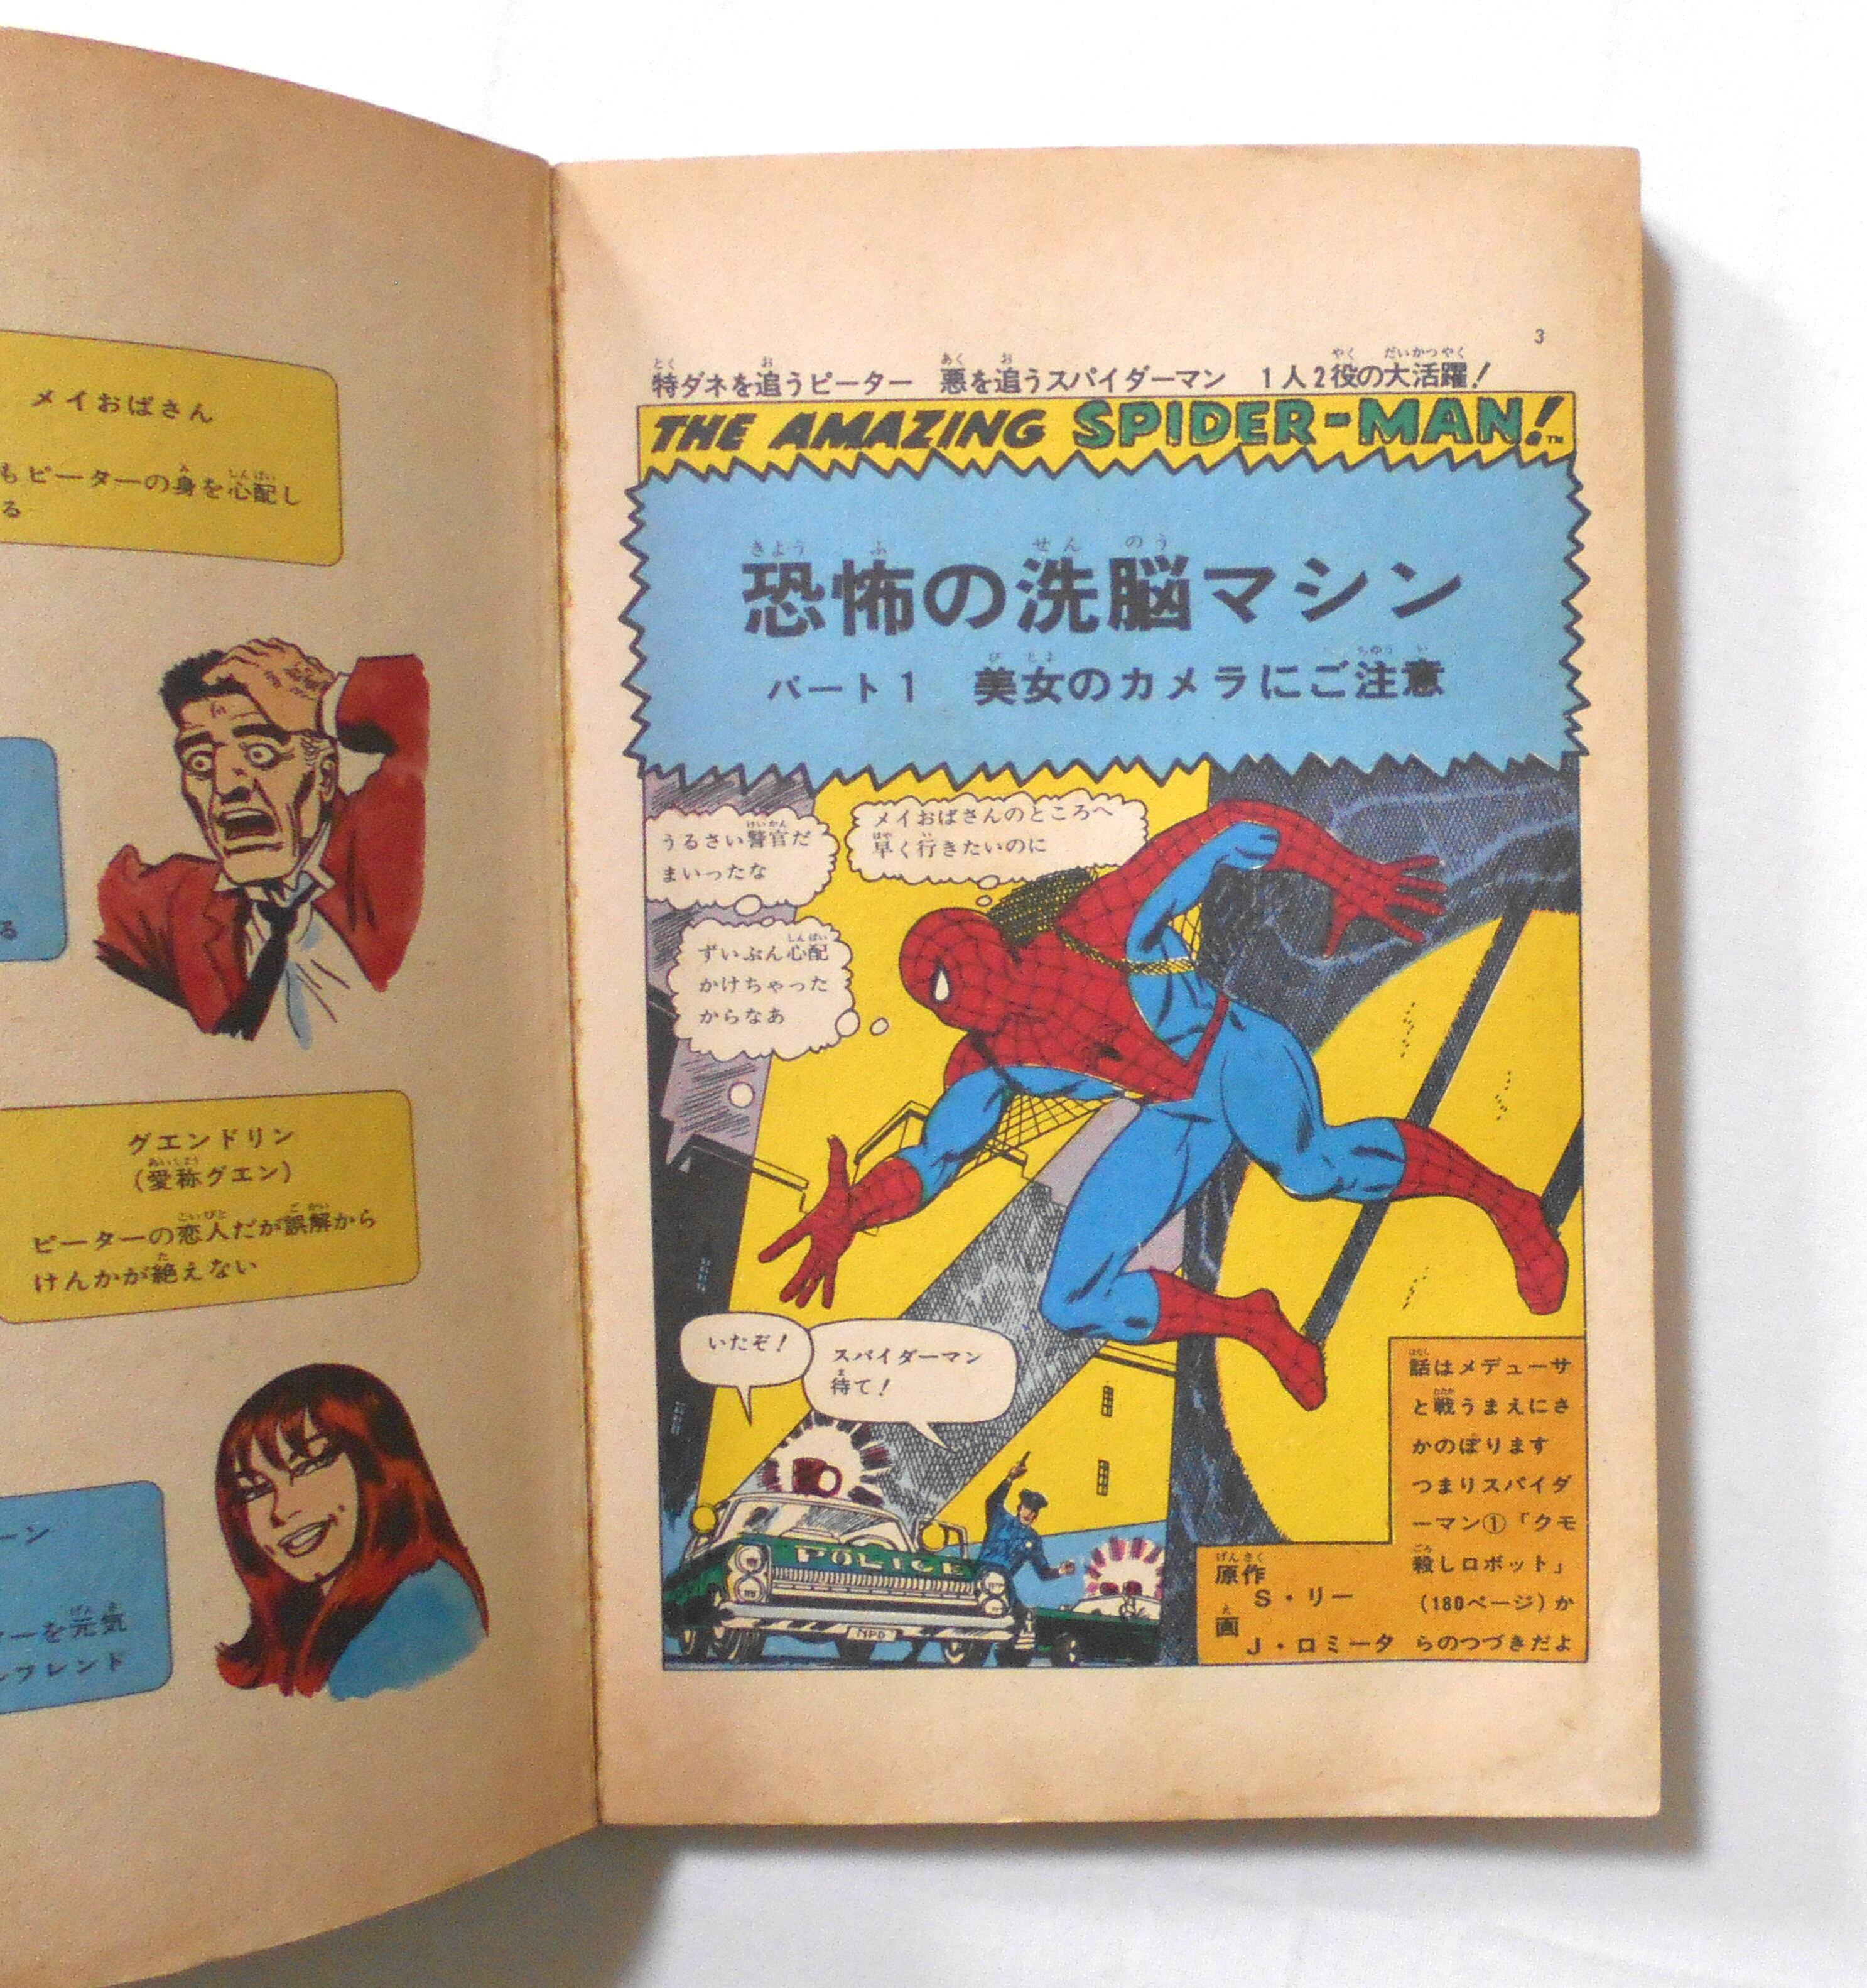 メイおばさん
もピーターの身を心配し
る
る
グエンドリン
(愛称グエン)
ピーターの恋人だが誤解から
けんかが絶えない
ーン
ーを元気
ルフレンド
3
特ダネを追うピーター 悪を追うスパイダーマン 1人2役の大活躍!
THE AMAZING SPIDER-MAN! TM
恐怖の洗脳マシン
パート1 美女のカメラにご注意
うるさい警官だ
まいったな
メイおばさんのところへ
早く行きたいのに
ずいぶん心配
かけちゃった
からなあ
いたぞ!
スパイダーマン
待て!
POLICE
NPD
話はメデューサ
と戦うまえにさ
かのぼります
つまりスパイダ
ーマン①「クモ
殺しロボット」
(180ページ)か
らのつづきだよ
原作
S・リー
画
J・ロミータ